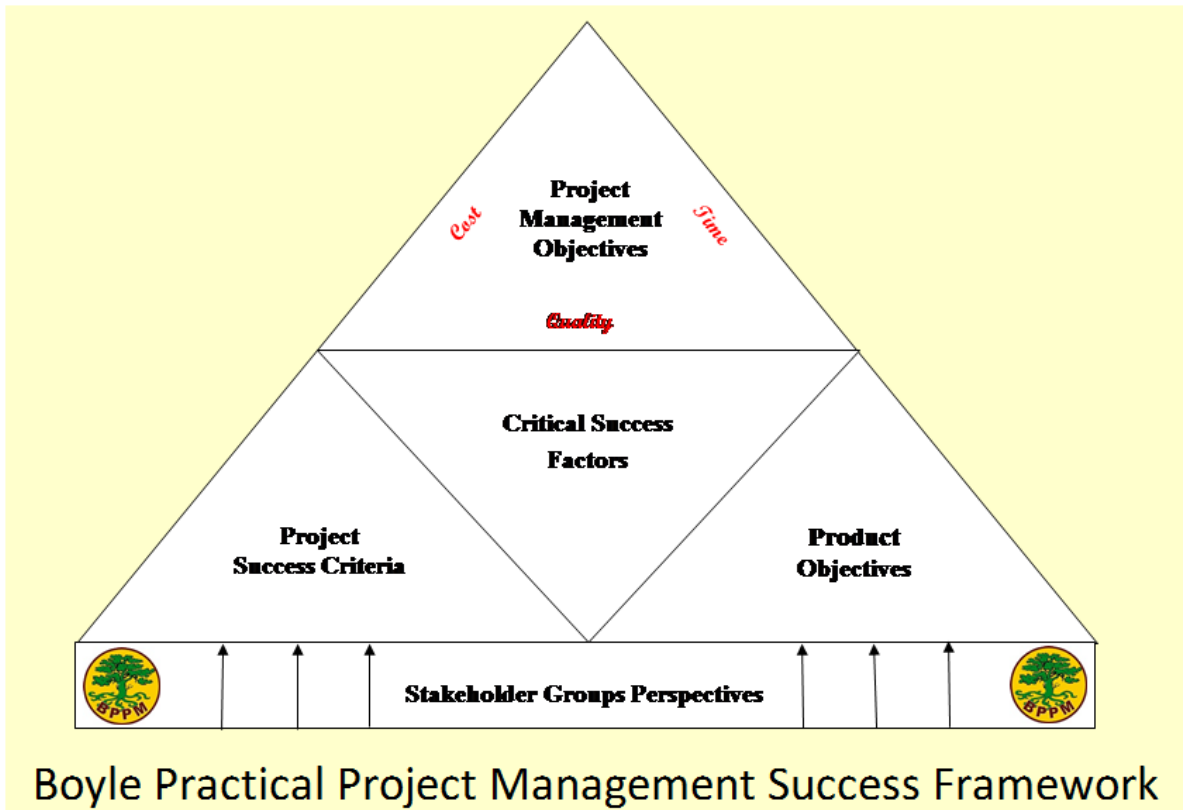 Project
Management
Objectives
Cost
Time
Quality
Critical Success
Factors
Project
Success Criteria
Product
Objectives
Stakeholder Groups Perspectives
BPPM
BPPM
Boyle Practical Project Management Success Framework